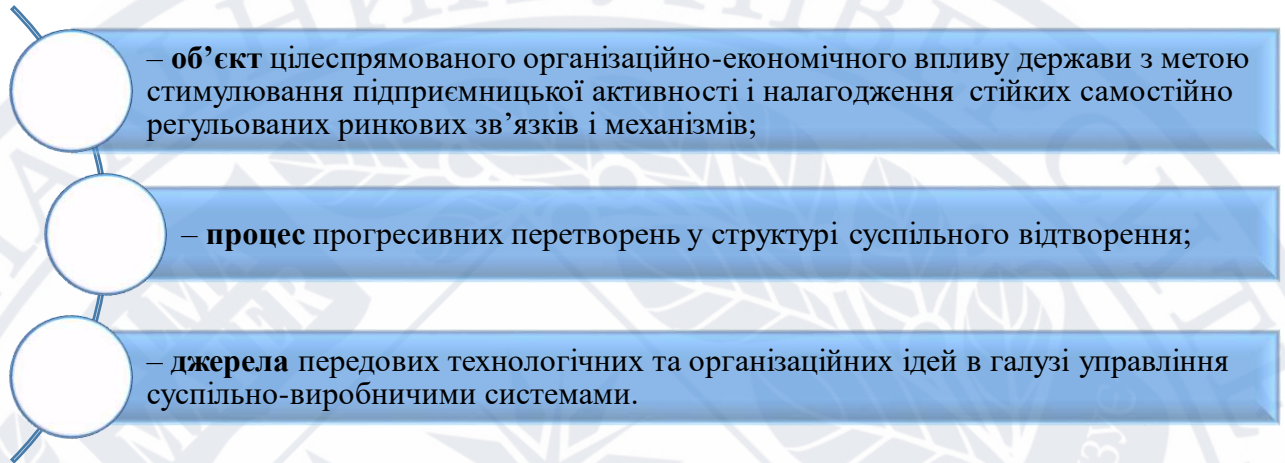 – об’єкт цілеспрямованого організаційно-економічного впливу держави з метою
стимулювання підприємницької активності і налагодження стійких самостійно
регульованих ринкових зв’язків і механізмів;
– процес прогресивних перетворень у структурі суспільного відтворення;
– джерела передових технологічних та організаційних ідей в галузі управління
суспільно-виробничими системами.